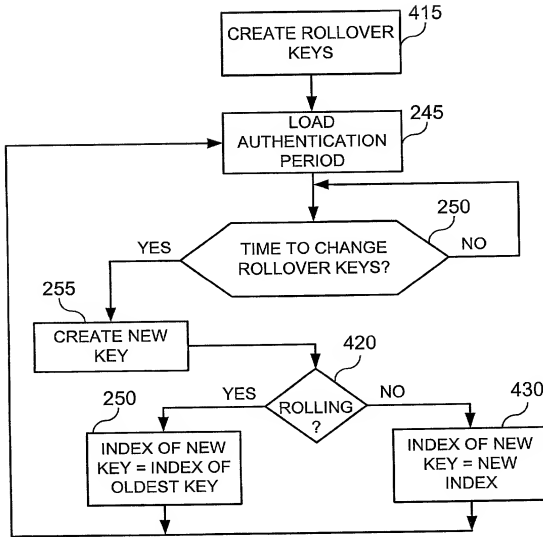 415
CREATE ROLLOVER
KEYS
245
LOAD
AUTHENTICATION
PERIOD
250
YES
TIME TO CHANGE
ROLLOVER KEYS?
NO
255
CREATE NEW
KEY
420
YES
ROLLING
?
NO
250
INDEX OF NEW
KEY = INDEX OF
OLDEST KEY
430
INDEX OF NEW
KEY = NEW
INDEX